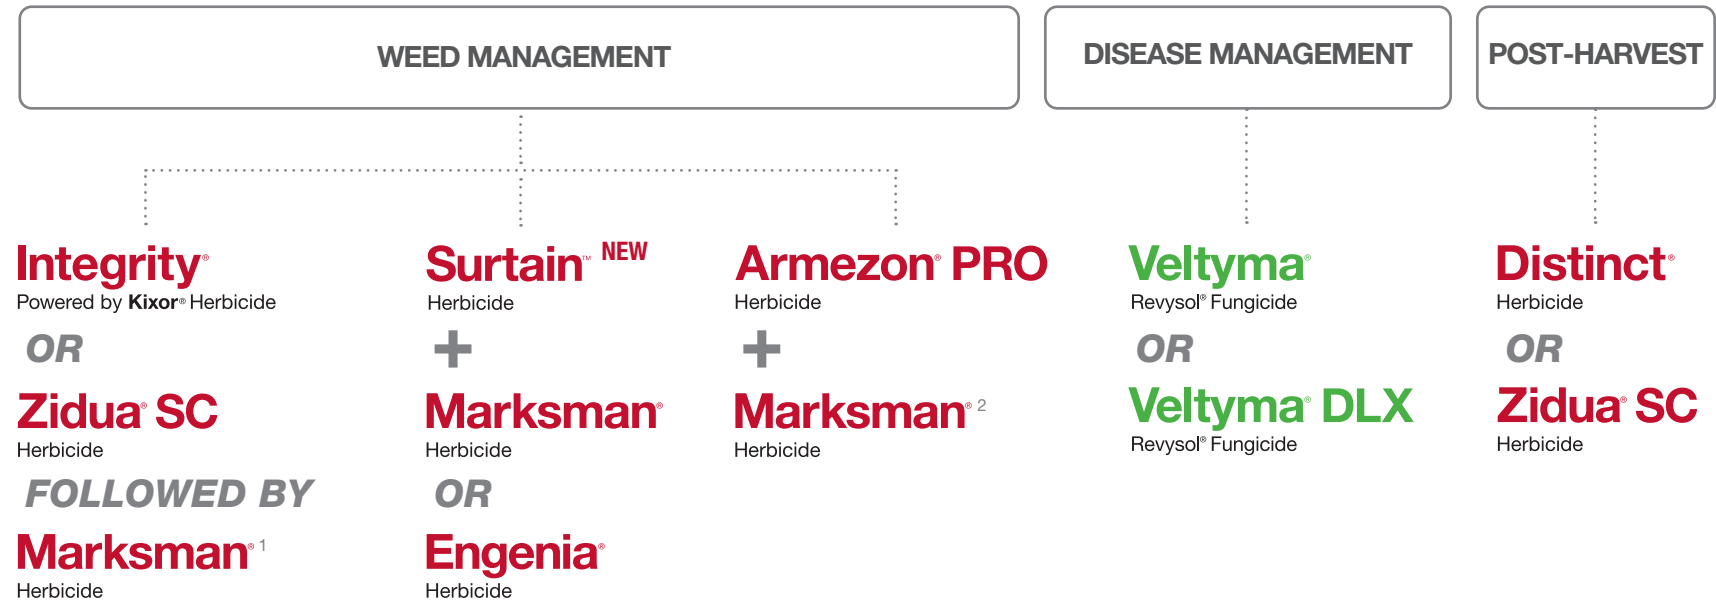 WEED MANAGEMENT
DISEASE MANAGEMENT
POST-HARVEST
Integrity®
Powered by Kixor® Herbicide
OR
Zidua® SC
Herbicide
FOLLOWED BY
Marksman® 1
Herbicide
Surtain™ NEW
Herbicide
+
Marksman®
Herbicide
OR
Engenia®
Herbicide
Armezon® PRO
Herbicide
+
Marksman® 2
Herbicide
Veltyma®
Revysol® Fungicide
OR
Veltyma® DLX
Revysol® Fungicide
Distinct®
Herbicide
OR
Zidua® SC
Herbicide